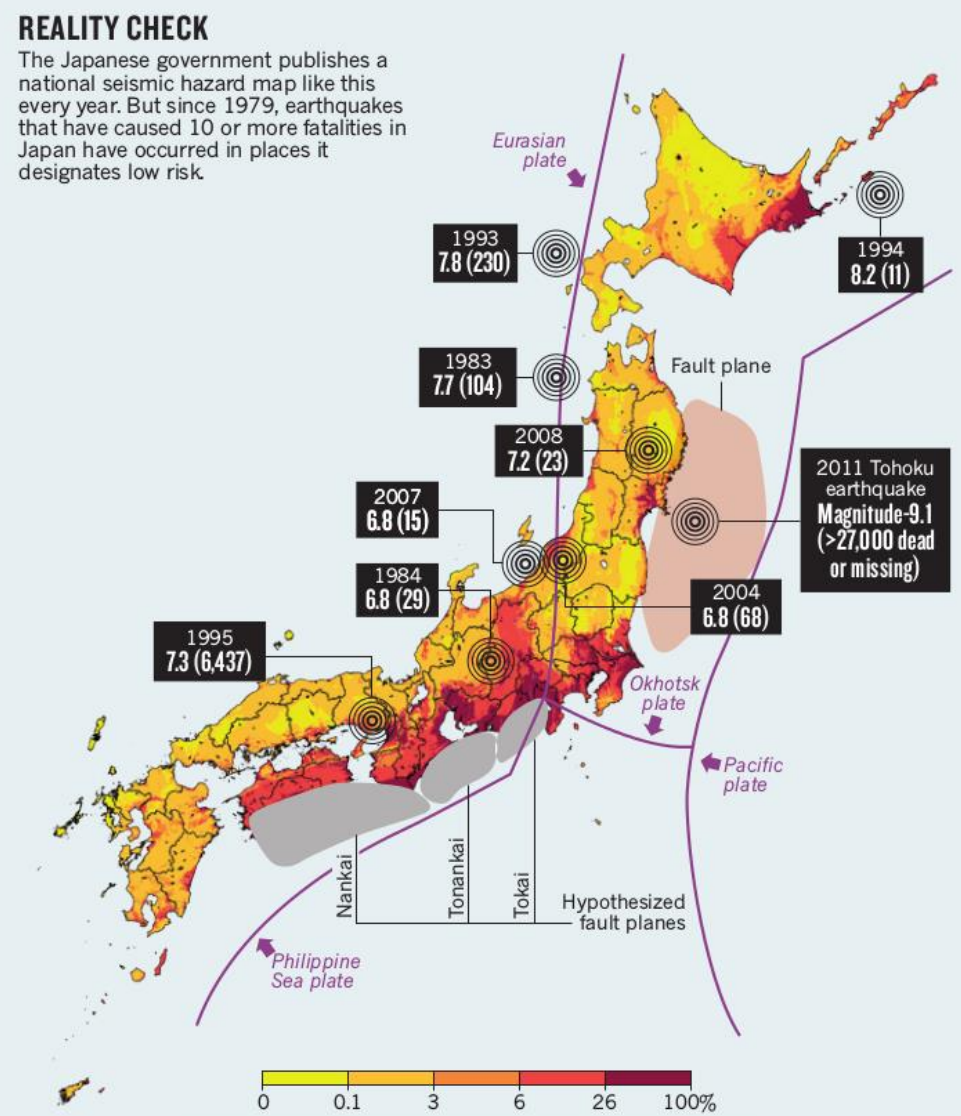 REALITY CHECK
The Japanese government publishes a
national seismic hazard map like this
every year. But since 1979, earthquakes
that have caused 10 or more fatalities in
Japan have occurred in places it
designates low risk.
Eurasian
plate
1993
7.8 (230)
1994
8.2 (11)
1983
7.7 (104)
Fault plane
2008
7.2 (23)
2011 Tohoku
earthquake
Magnitude-9.1
(>27,000 dead
or missing)
2007
6.8 (15)
1984
6.8 (29)
2004
6.8 (68)
1995
7.3 (6,437)
Okhotsk
plate
Pacific
plate
Nankai
Tonankai
Tokai
Hypothesized
fault planes
Philippine
Sea plate
0 0.1 3 6 26 100%